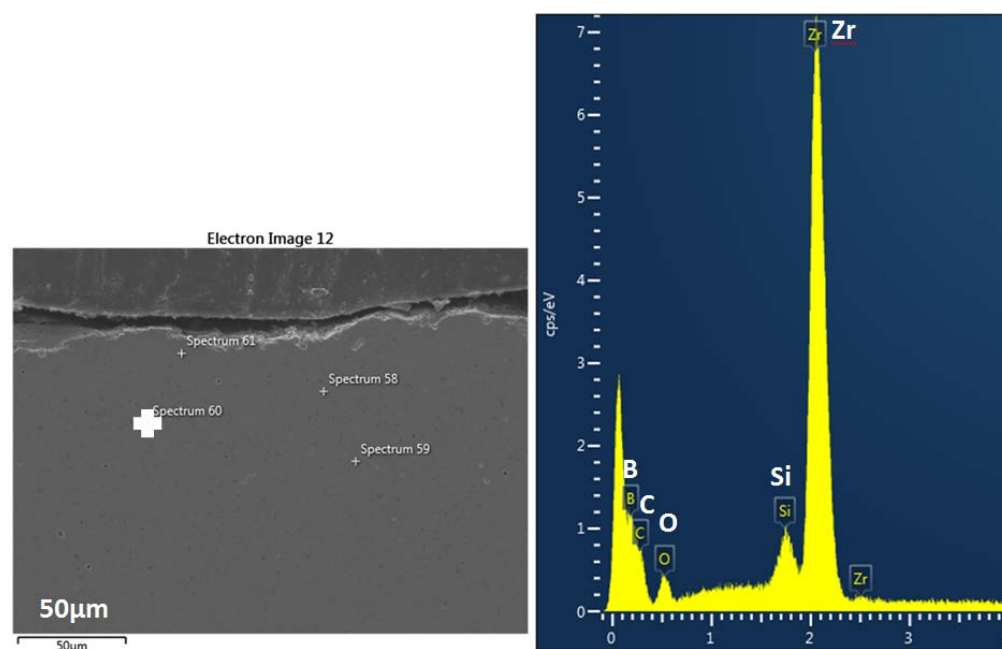 Electron Image 12
Spectrum 61
Spectrum 58
Spectrum 60
Spectrum 59
50µm
50µm
cps/eV
7
6
5
4
3
2
1
0
0
1
2
3
Zr
Zr
B
B
C
C
O
O
Si
Si
Zr